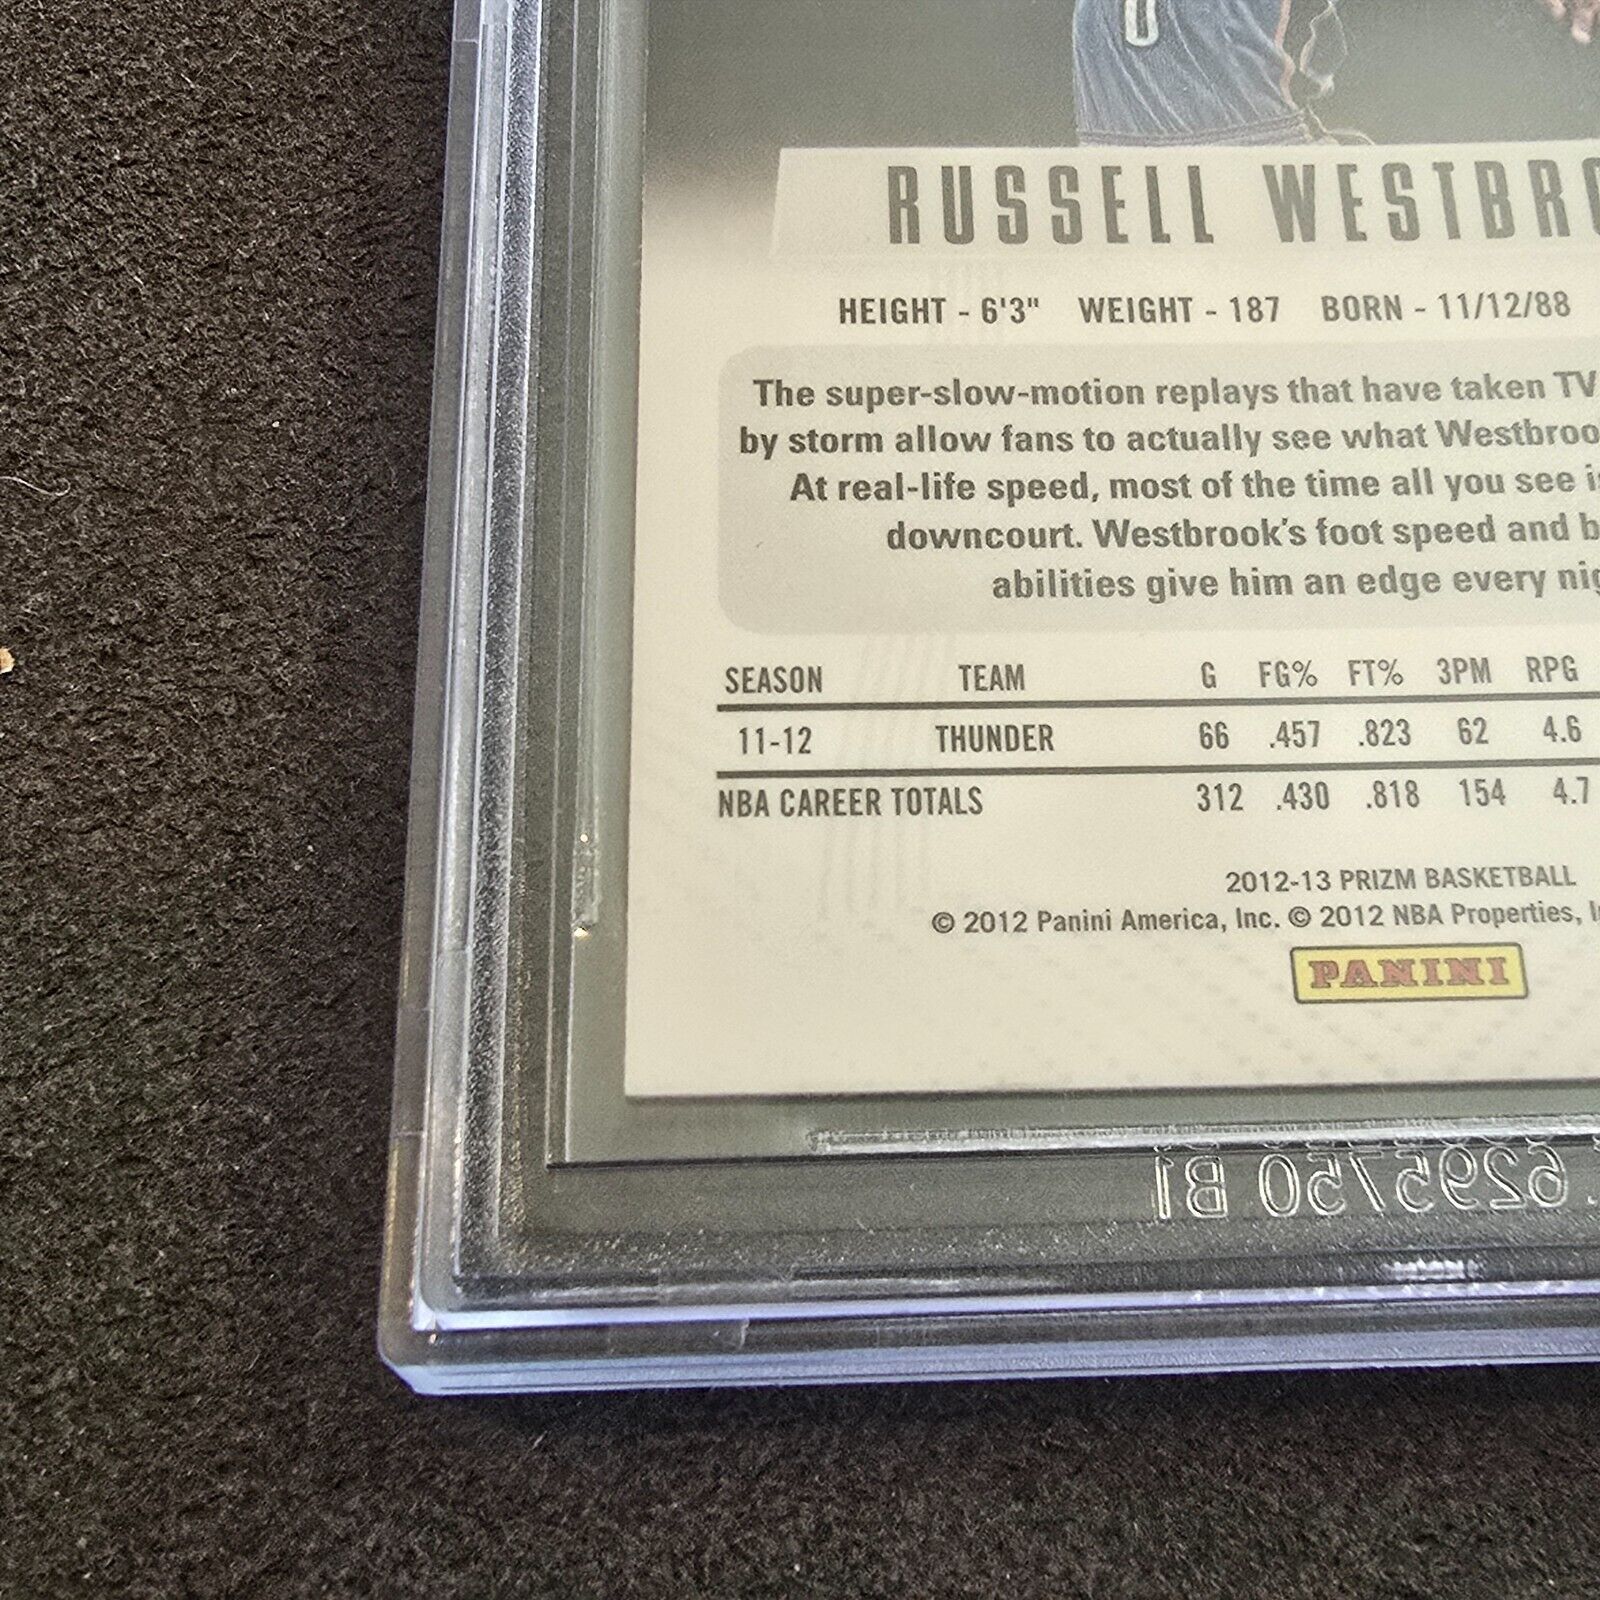 0
RUSSELL WESTBRO
HEIGHT - 6'3" WEIGHT - 187 BORN - 11/12/88
The super-slow-motion replays that have taken TV
by storm allow fans to actually see what Westbroo
At real-life speed, most of the time all you see is
downcourt. Westbrook's foot speed and b
abilities give him an edge every nig
SEASON TEAM G FG% FT% 3PM RPG
11-12 THUNDER 66 .457 .823 62 4.6
NBA CAREER TOTALS 312 .430 .818 154 4.7
2012-13 PRIZM BASKETBALL
© 2012 Panini America, Inc. © 2012 NBA Properties, I
PANINI